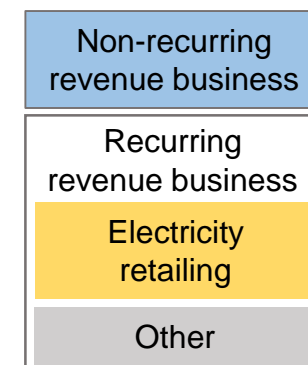 Non-recurring
revenue business
Recurring
revenue business
Electricity
retailing
Other